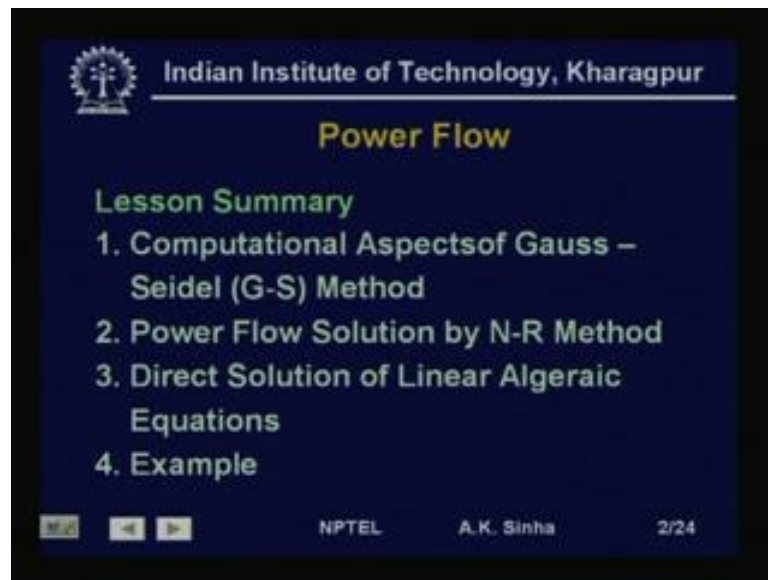 Indian Institute of Technology, Kharagpur
Power Flow
Lesson Summary
1. Computational Aspectsof Gauss –
Seidel (G-S) Method
2. Power Flow Solution by N-R Method
3. Direct Solution of Linear Algeraic
Equations
4. Example
NPTEL A.K. Sinha 2/24